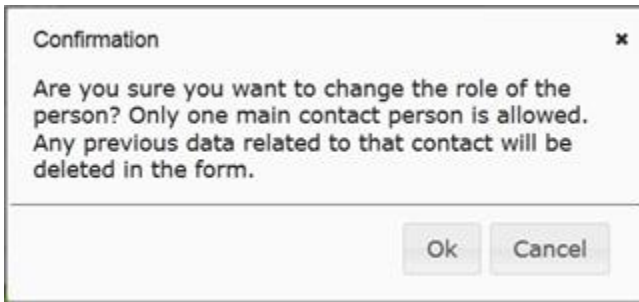 Confirmation
Are you sure you want to change the role of the
person? Only one main contact person is allowed.
Any previous data related to that contact will be
deleted in the form.
Ok Cancel